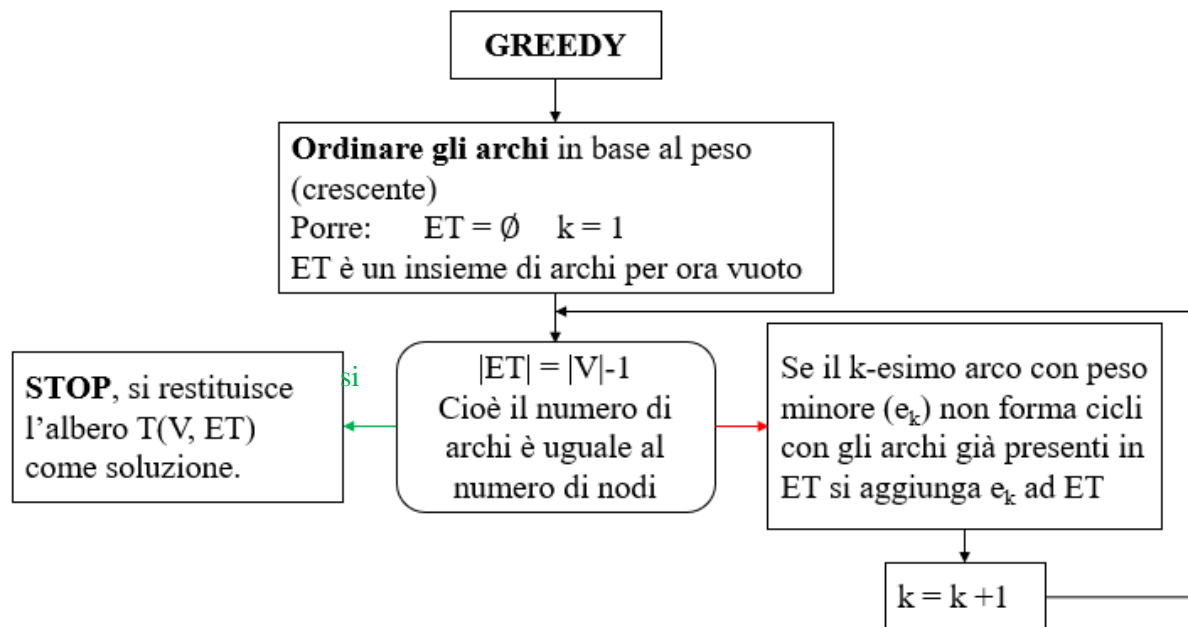 GREEDY
Ordinare gli archi in base al peso
(crescente)
Porre: ET = ∅ k = 1
ET è un insieme di archi per ora vuoto
STOP, si restituisce
l’albero T(V, ET)
come soluzione.
si
|ET| = |V|-1
Cioè il numero di
archi è uguale al
numero di nodi
Se il k-esimo arco con peso
minore (eₖ) non forma cicli
con gli archi già presenti in
ET si aggiunga eₖ ad ET
k = k +1